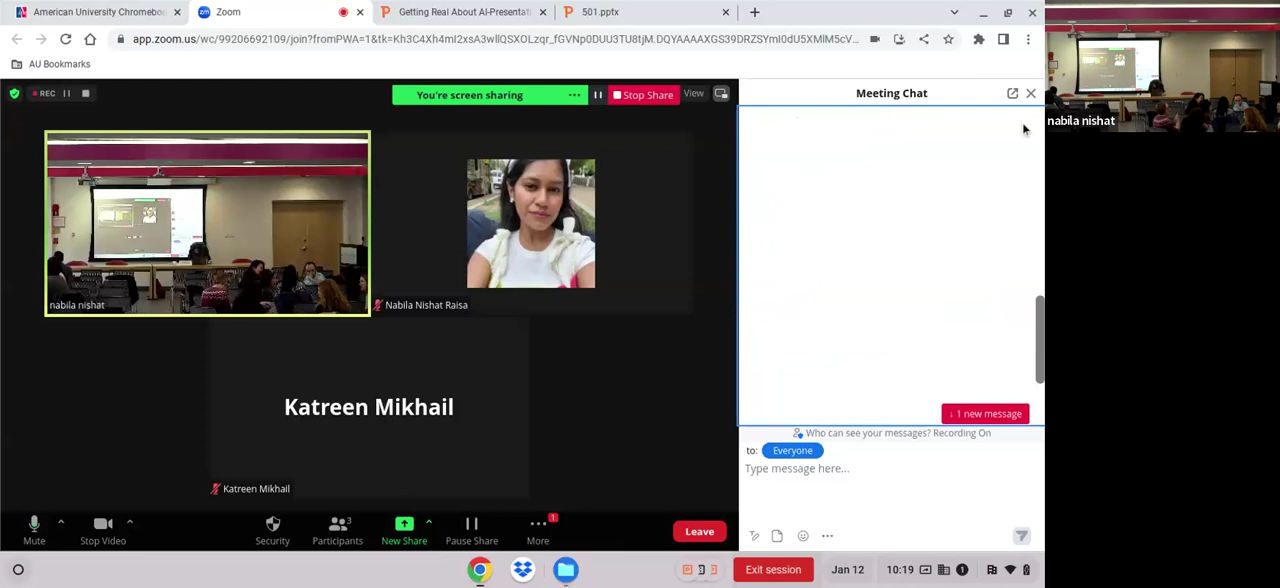 American University Chromeboo
Zoom
Getting Real About AI-Presentat
501.pptx
app.zoom.us/wc/99206692109/join?fromPWA=1&tk=Kh3C4Xh4mI2xsA3wllQSXOLzqr_fGVNp0DUU3TU8tjM.DQYAAAAXGS39DRZSYmI0dU5XMlM5cV...
AU Bookmarks
REC
You're screen sharing
Stop Share
View
Meeting Chat
nabila nishat
nabila nishat
Nabila Nishat Raisa
Katreen Mikhail
Katreen Mikhail
↓ 1 new message
Who can see your messages? Recording On
to: Everyone
Type message here...
Mute
Stop Video
Security
3
Participants
New Share
Pause Share
1
More
Leave
Exit session
Jan 12
10:19
1